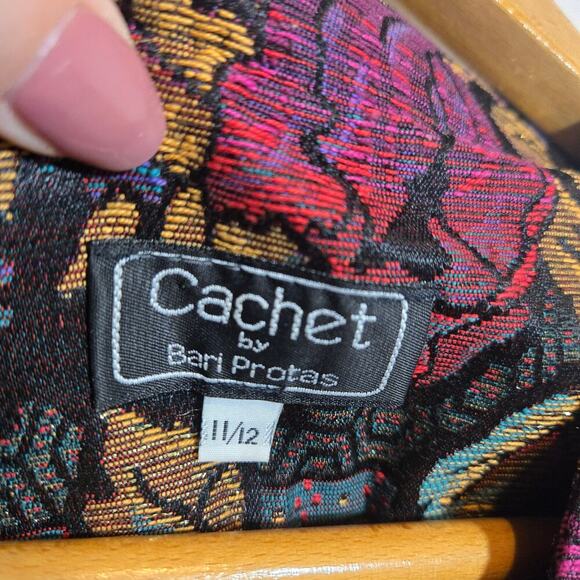 Cachet
by
Bari Protas
11/12